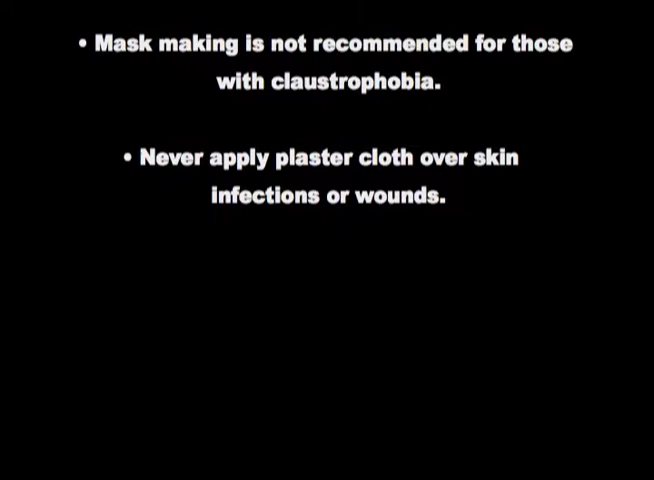 • Mask making is not recommended for those
with claustrophobia.
• Never apply plaster cloth over skin
infections or wounds.